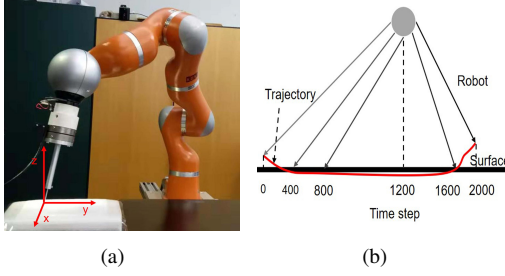 z
y
x
(a)
Robot
Trajectory
Surface
0 400 800 1200 1600 2000
Time step
(b)